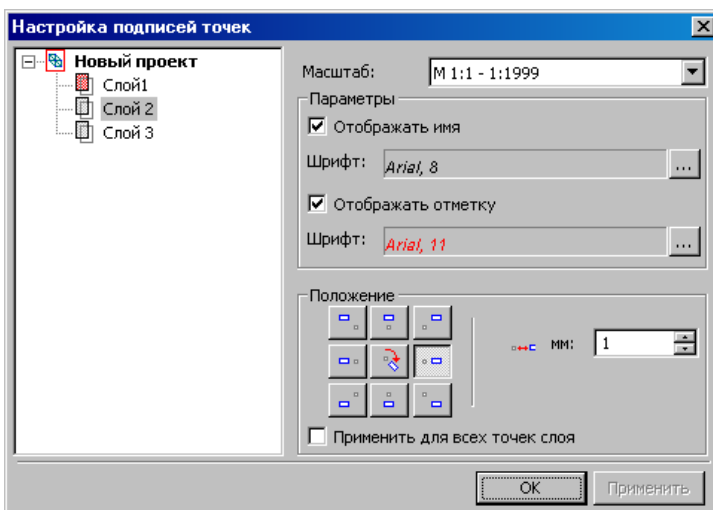 Настройка подписей точек
Новый проект
Слой1
Слой 2
Слой 3
Масштаб: М 1:1 - 1:1999
Параметры
Отображать имя
Шрифт: Arial, 8 ...
Отображать отметку
Шрифт: Arial, 11 ...
Положение
мм: 1
Применить для всех точек слоя
OK Применить